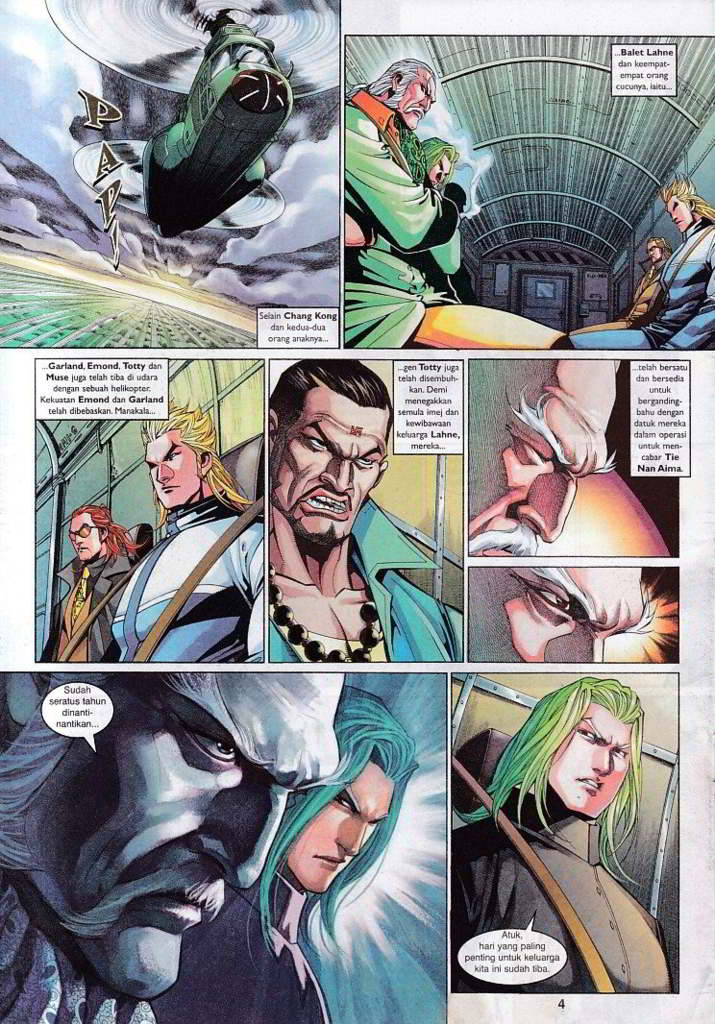 PAP!
PAP!
Selain Chang Kong
dan kedua-dua
orang anaknya...
...Balet Lahne
dan keempat-
empat orang
cucunya, iaitu...
...Garland, Emond, Totty dan
Muse juga telah tiba di udara
dengan sebuah helikopter.
Kekuatan Emond dan Garland
telah dibebaskan. Manakala...
...gen Totty juga
telah disembuh-
kan. Demi
menegakkan
semula imej dan
kewibawaan
keluarga Lahne,
mereka...
...telah bersatu
dan bersedia
untuk
berganding-
bahu dengan
datuk mereka
dalam operasi
untuk men-
cabar Tie
Nan Aima.
Sudah
seratus tahun
dinanti-
nantikan...
Atuk,
hari yang paling
penting untuk keluarga
kita ini sudah tiba.
4